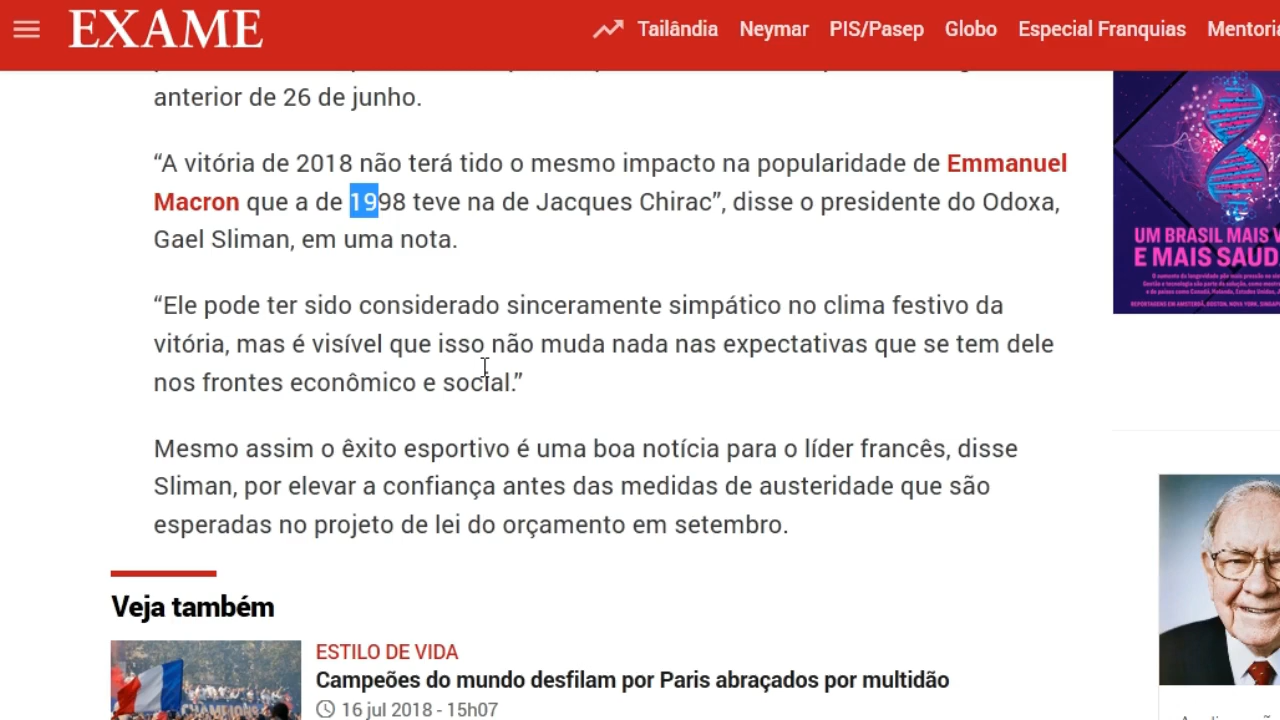 EXAME
Tailândia Neymar PIS/Pasep Globo Especial Franquias
anterior de 26 de junho.
“A vitória de 2018 não terá tido o mesmo impacto na popularidade de Emmanuel
Macron que a de 1998 teve na de Jacques Chirac”, disse o presidente do Odoxa,
Gael Sliman, em uma nota.
“Ele pode ter sido considerado sinceramente simpático no clima festivo da
vitória, mas é visível que isso não muda nada nas expectativas que se tem dele
nos frontes econômico e social.”
Mesmo assim o êxito esportivo é uma boa notícia para o líder francês, disse
Sliman, por elevar a confiança antes das medidas de austeridade que são
esperadas no projeto de lei do orçamento em setembro.
Veja também
ESTILO DE VIDA
Campeões do mundo desfilam por Paris abraçados por multidão
16 jul 2018 - 15h07
UM BRASIL MAIS
E MAIS
CHAMPIONS